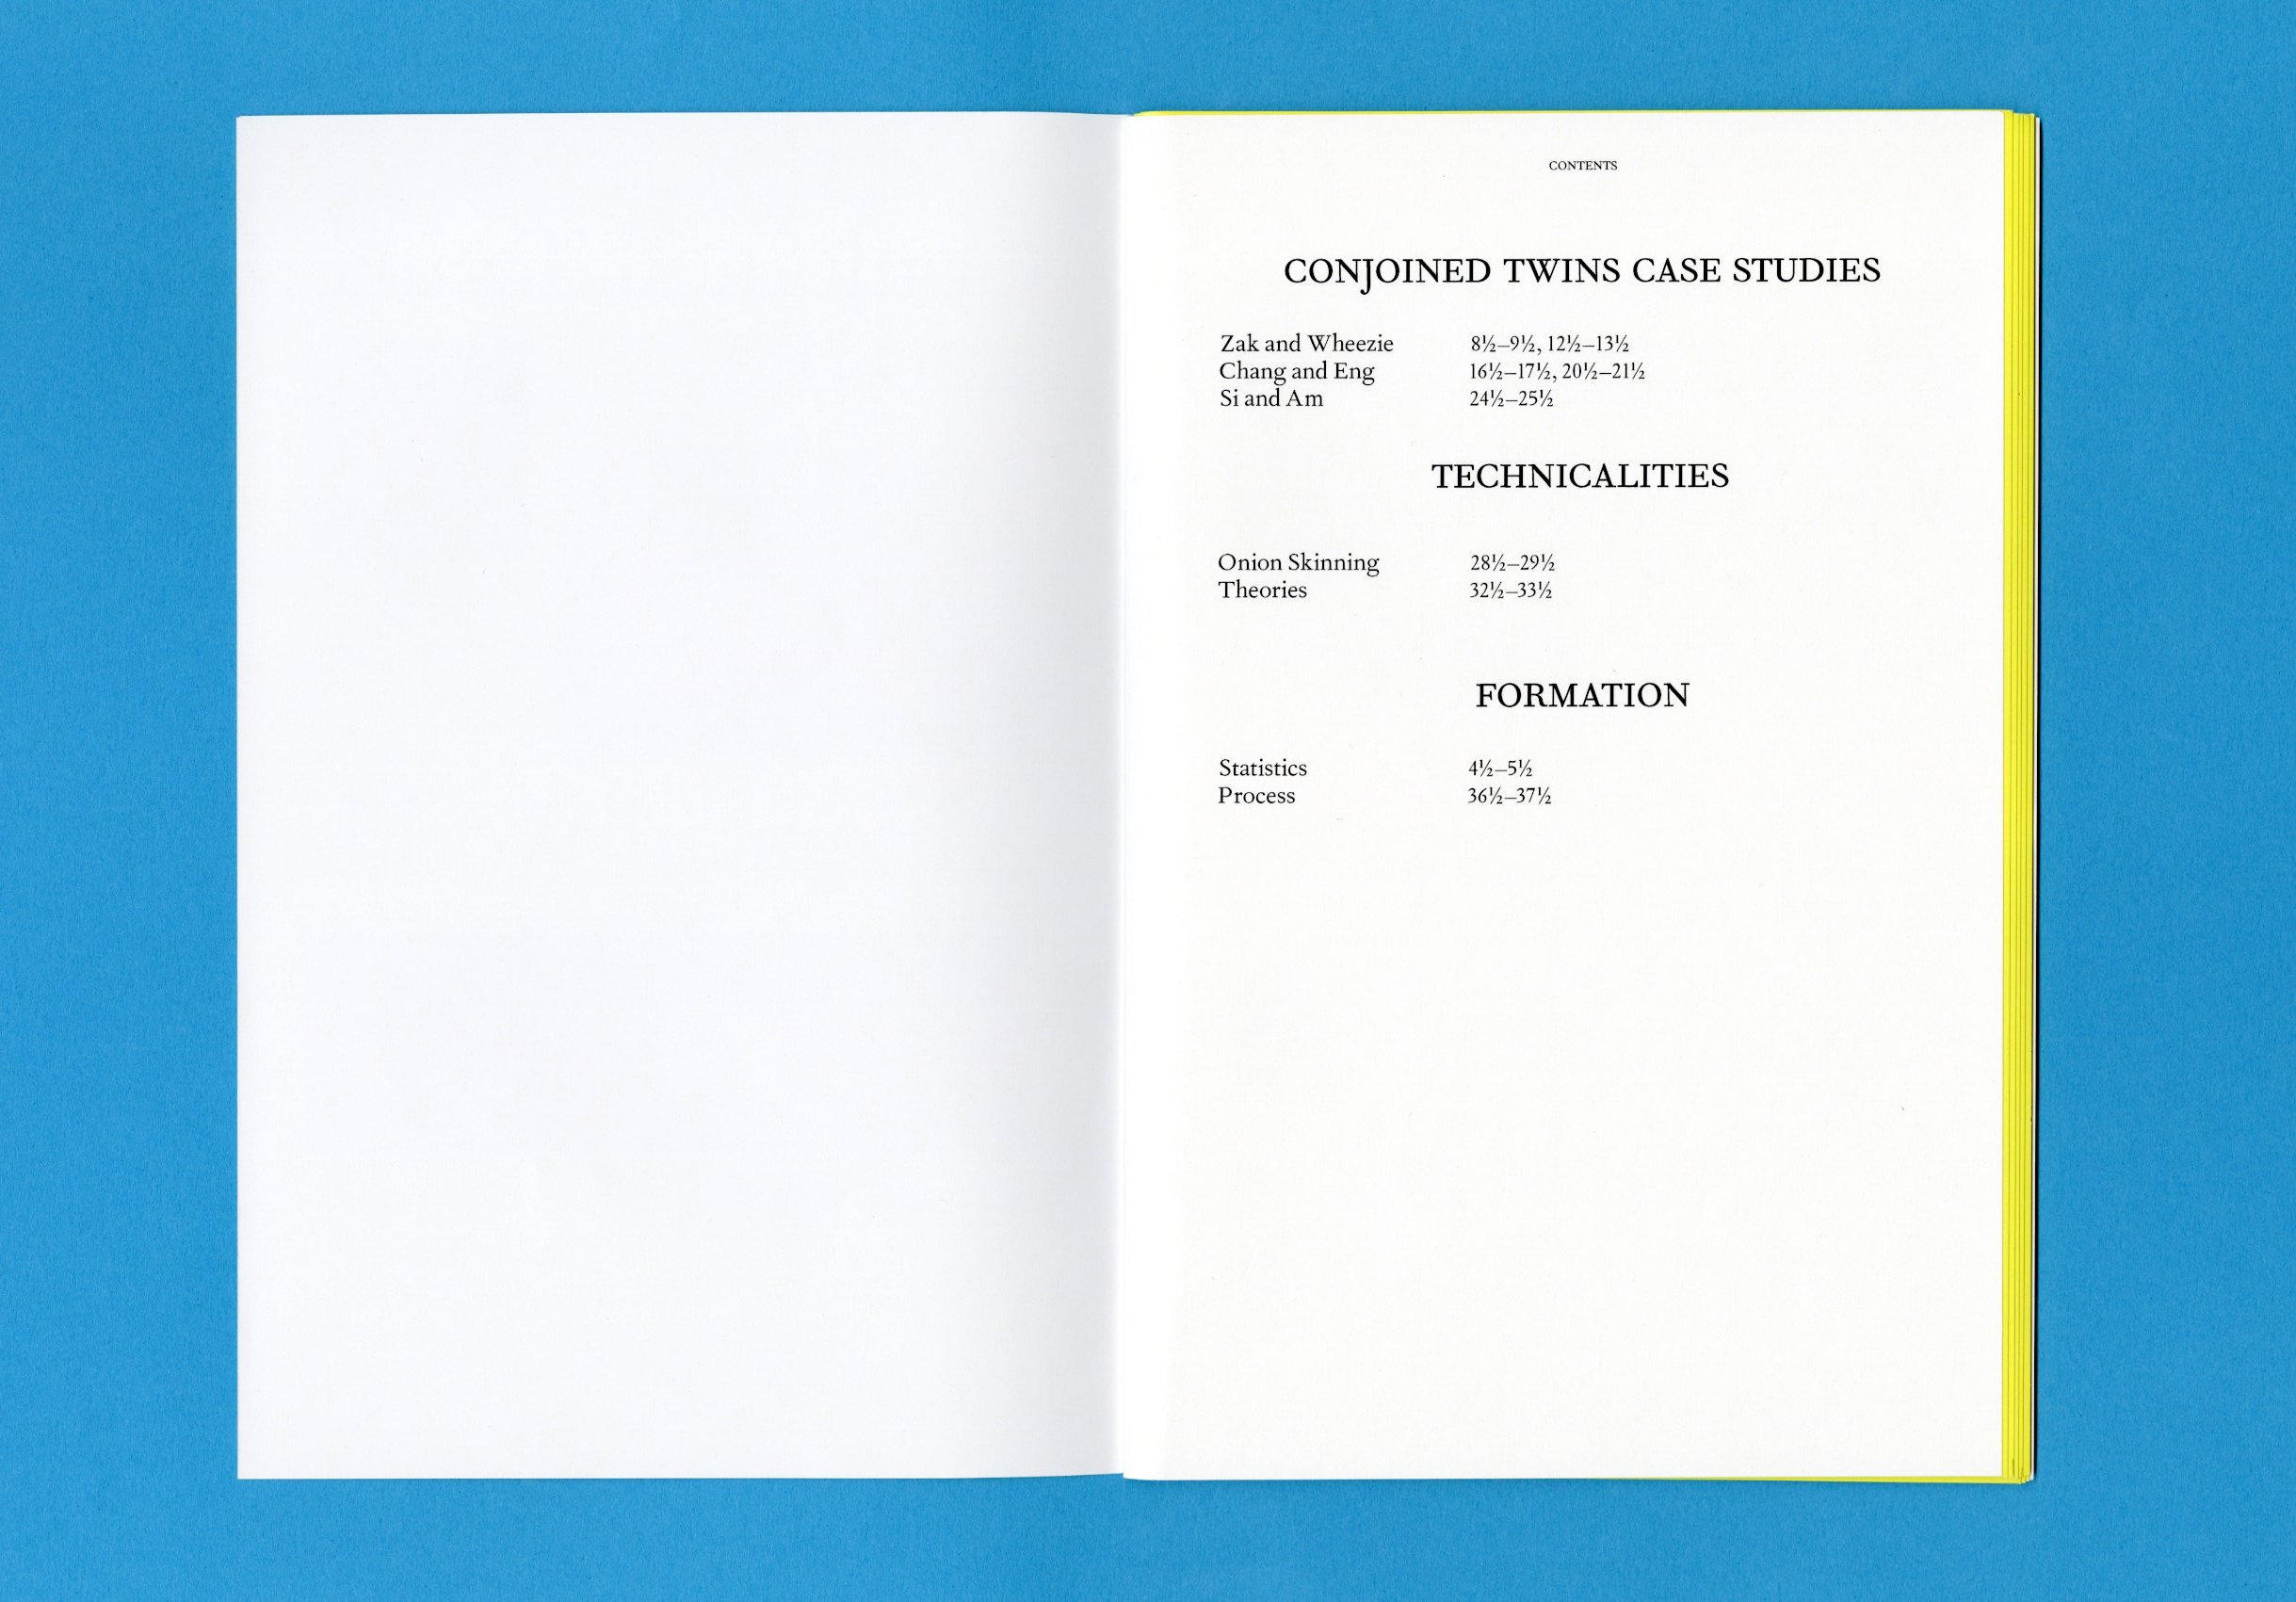 CONTENTS
CONJOINED TWINS CASE STUDIES
Zak and Wheezie 8½–9½, 12½–13½
Chang and Eng 16½–17½, 20½–21½
Si and Am 24½–25½
TECHNICALITIES
Onion Skinning 28½–29½
Theories 32½–33½
FORMATION
Statistics 4½–5½
Process 36½–37½